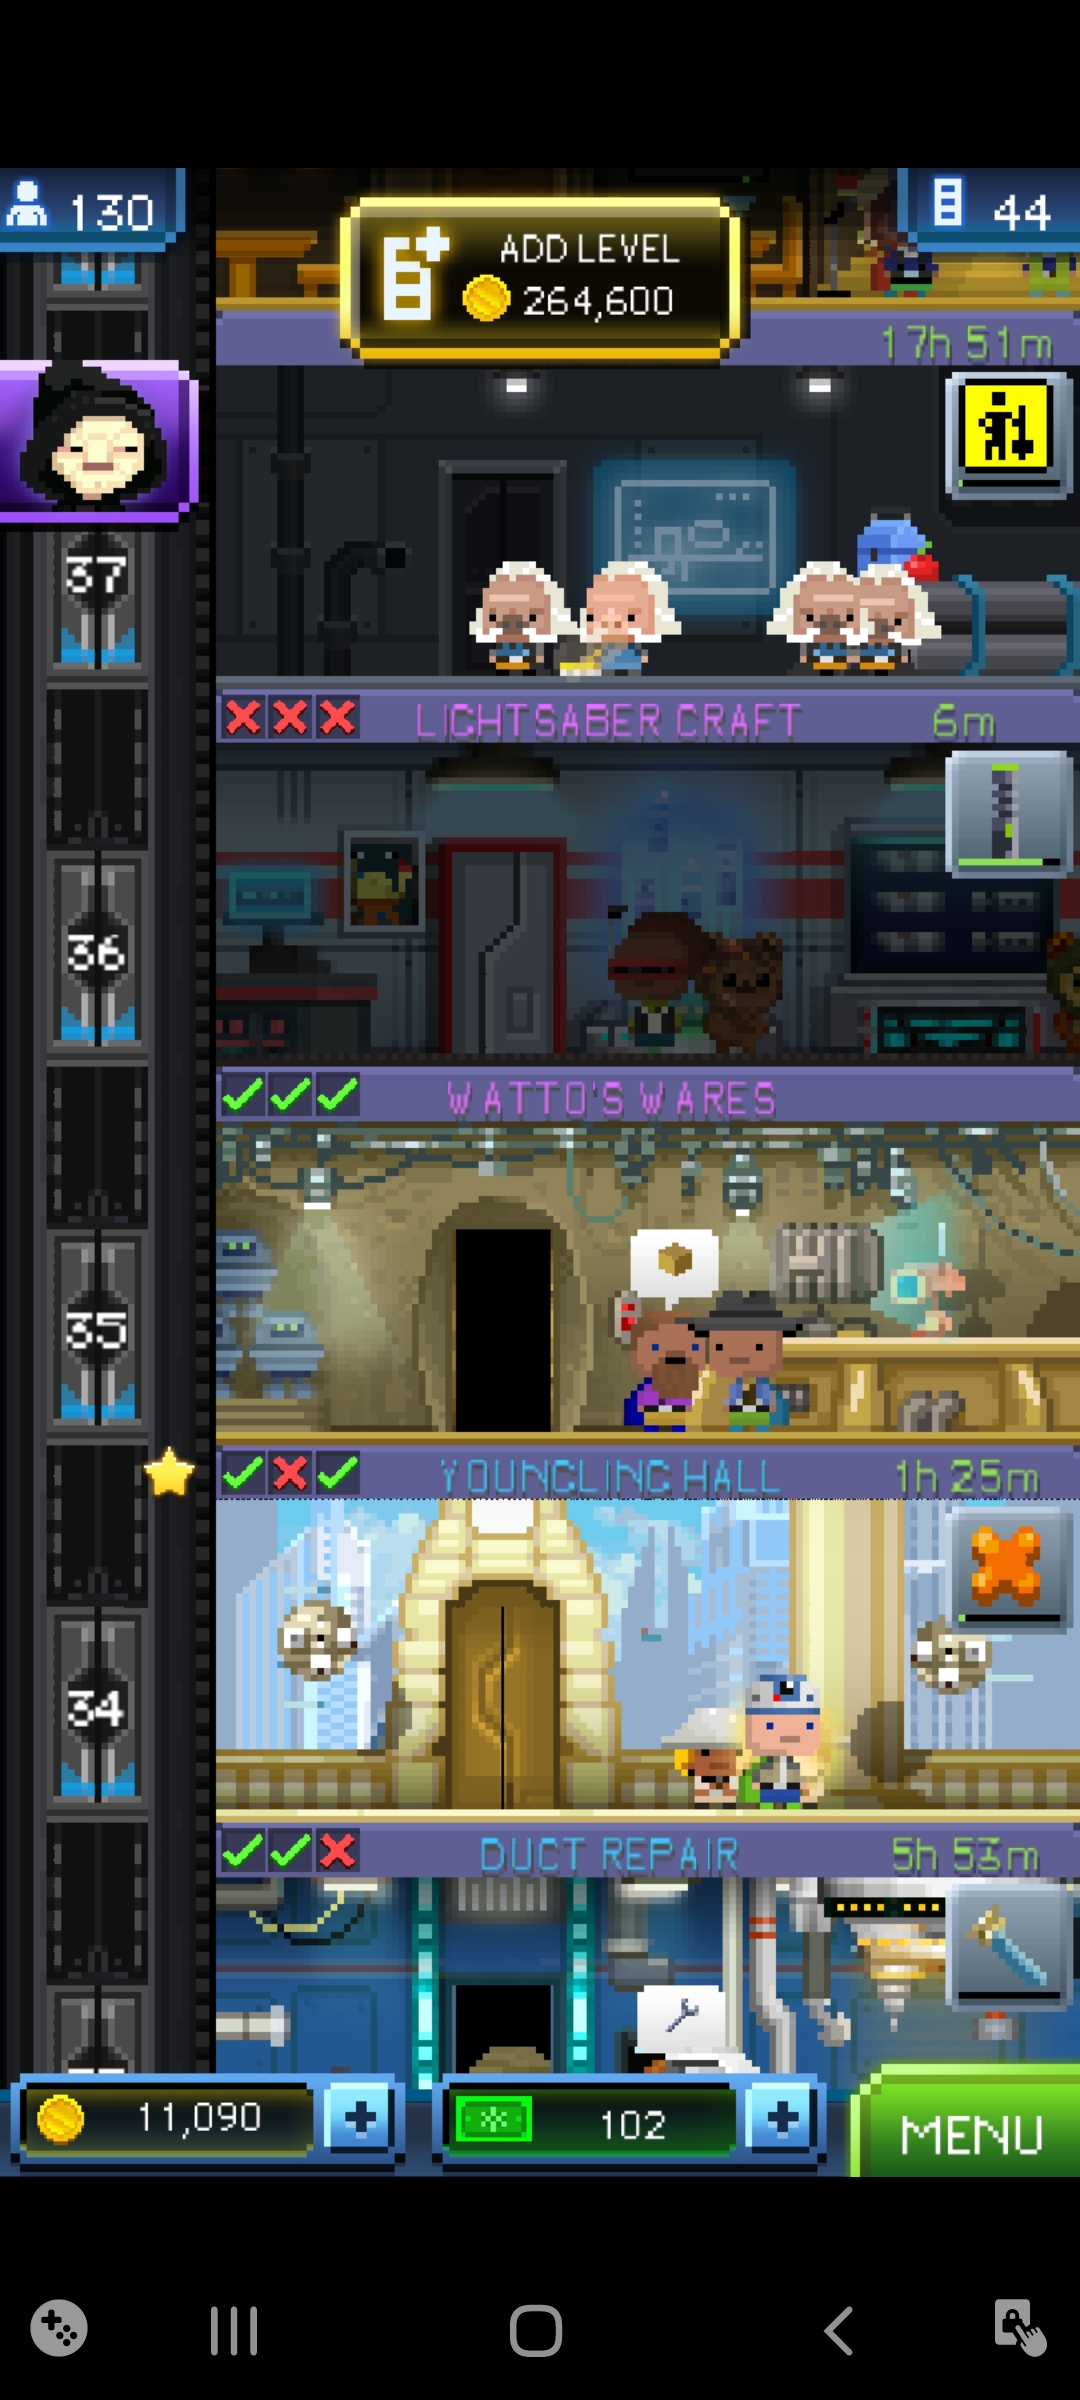 130
44
ADD LEVEL
264,600
17h 51m
37
LIGHTSABER CRAFT 6m
36
WATTO'S WARES
35
YOUNGLING HALL 1h 25m
34
DUCT REPAIR 5h 53m
11,090 + 102 +
MENU